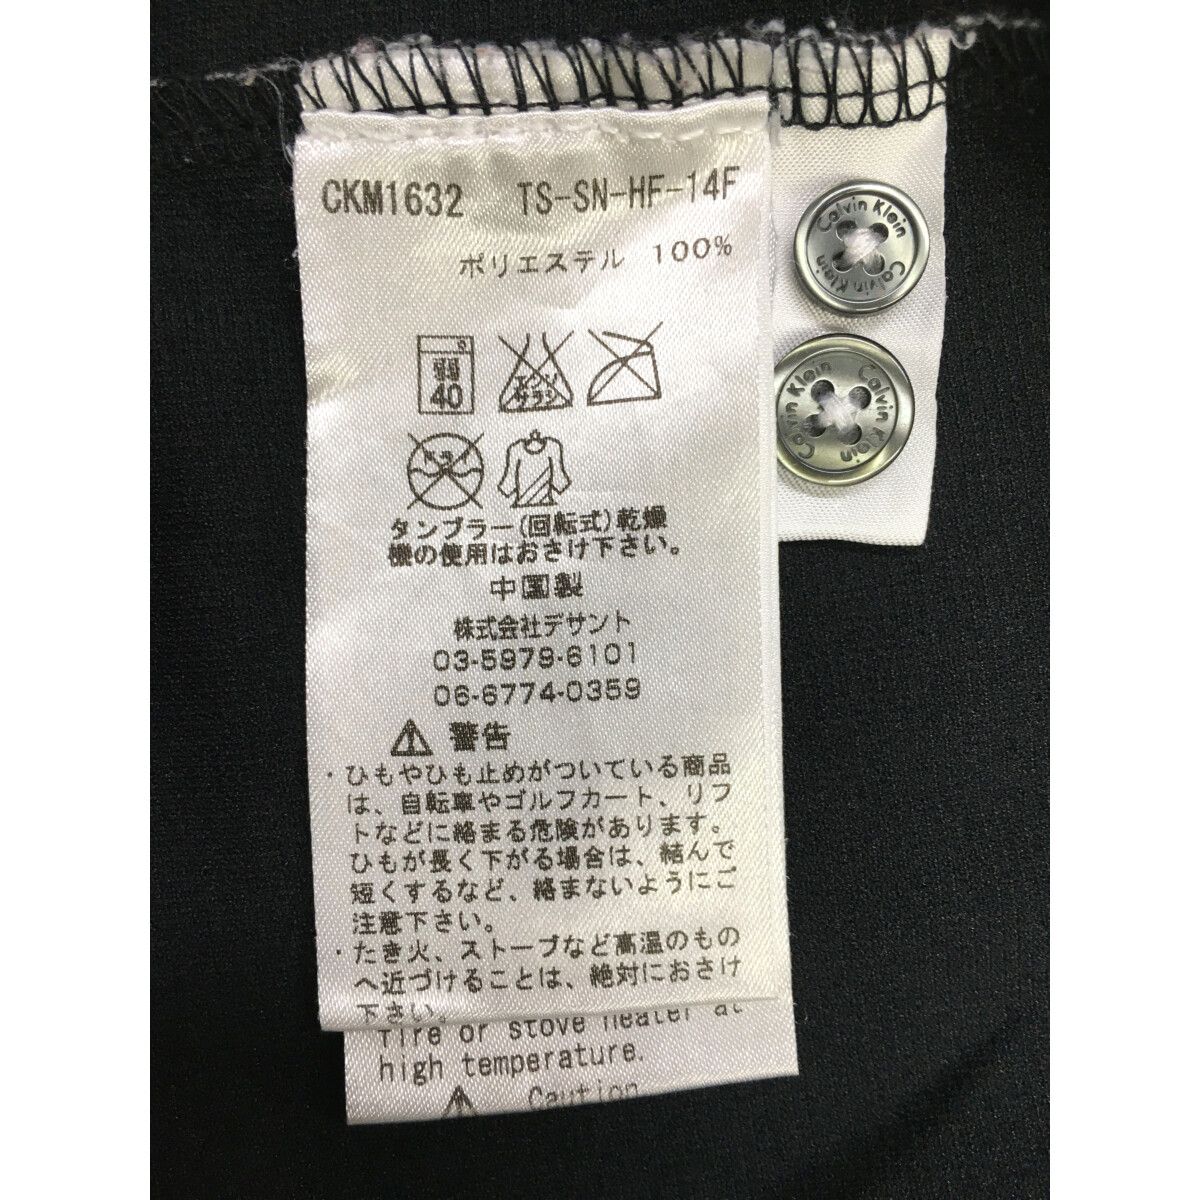 CKM1632 TS-SN-HF-14F
ポリエステル 100%
弱
40
エンソ
サラシ
タンブラー(回転式)乾燥
機の使用はおさけ下さい。
中国製
株式会社デサント
03-5979-6101
06-6774-0359
警告
・ひもやひも止めがついている商品
は、自転車やゴルフカート、リフ
トなどに絡まる危険があります。
ひもが長く下がる場合は、結んで
短くするなど、絡まないようにご
注意下さい。
・たき火、ストーブなど高温のもの
へ近づけることは、絶対におさけ
下さい。
fire or stove heater at
high temperature.
Caution
Calvin Klein
Calvin Klein
Calvin Klein
Calvin Klein